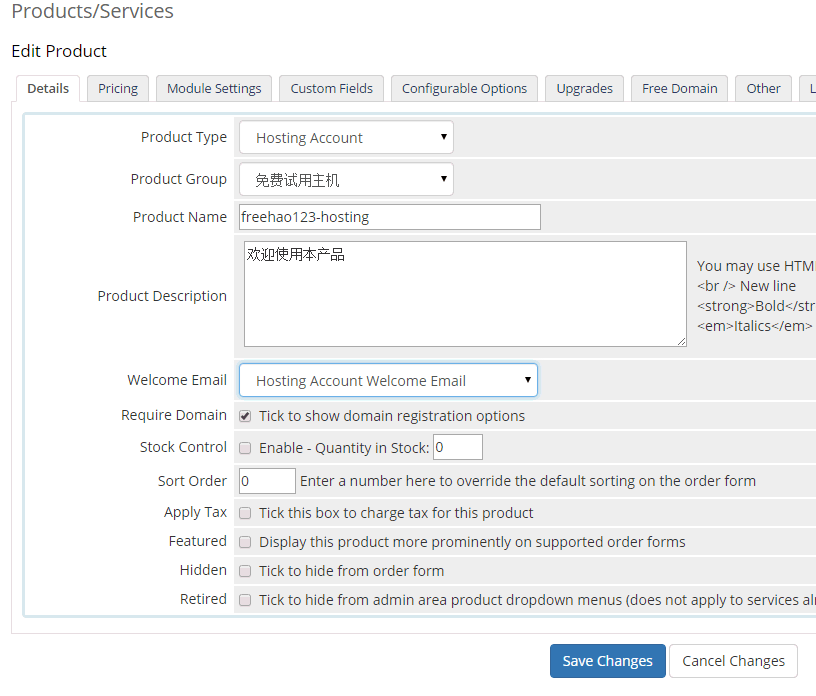 Products/Services
Edit Product
Details Pricing Module Settings Custom Fields Configurable Options Upgrades Free Domain Other
Product Type Hosting Account
Product Group 免费试用主机
Product Name freehao123-hosting
Product Description 欢迎使用本产品
You may use HTM
<br /> New line
<strong>Bold</str
<em>Italics</em>
Welcome Email Hosting Account Welcome Email
Require Domain Tick to show domain registration options
Stock Control Enable - Quantity in Stock: 0
Sort Order 0 Enter a number here to override the default sorting on the order form
Apply Tax Tick this box to charge tax for this product
Featured Display this product more prominently on supported order forms
Hidden Tick to hide from order form
Retired Tick to hide from admin area product dropdown menus (does not apply to services al
Save Changes Cancel Changes